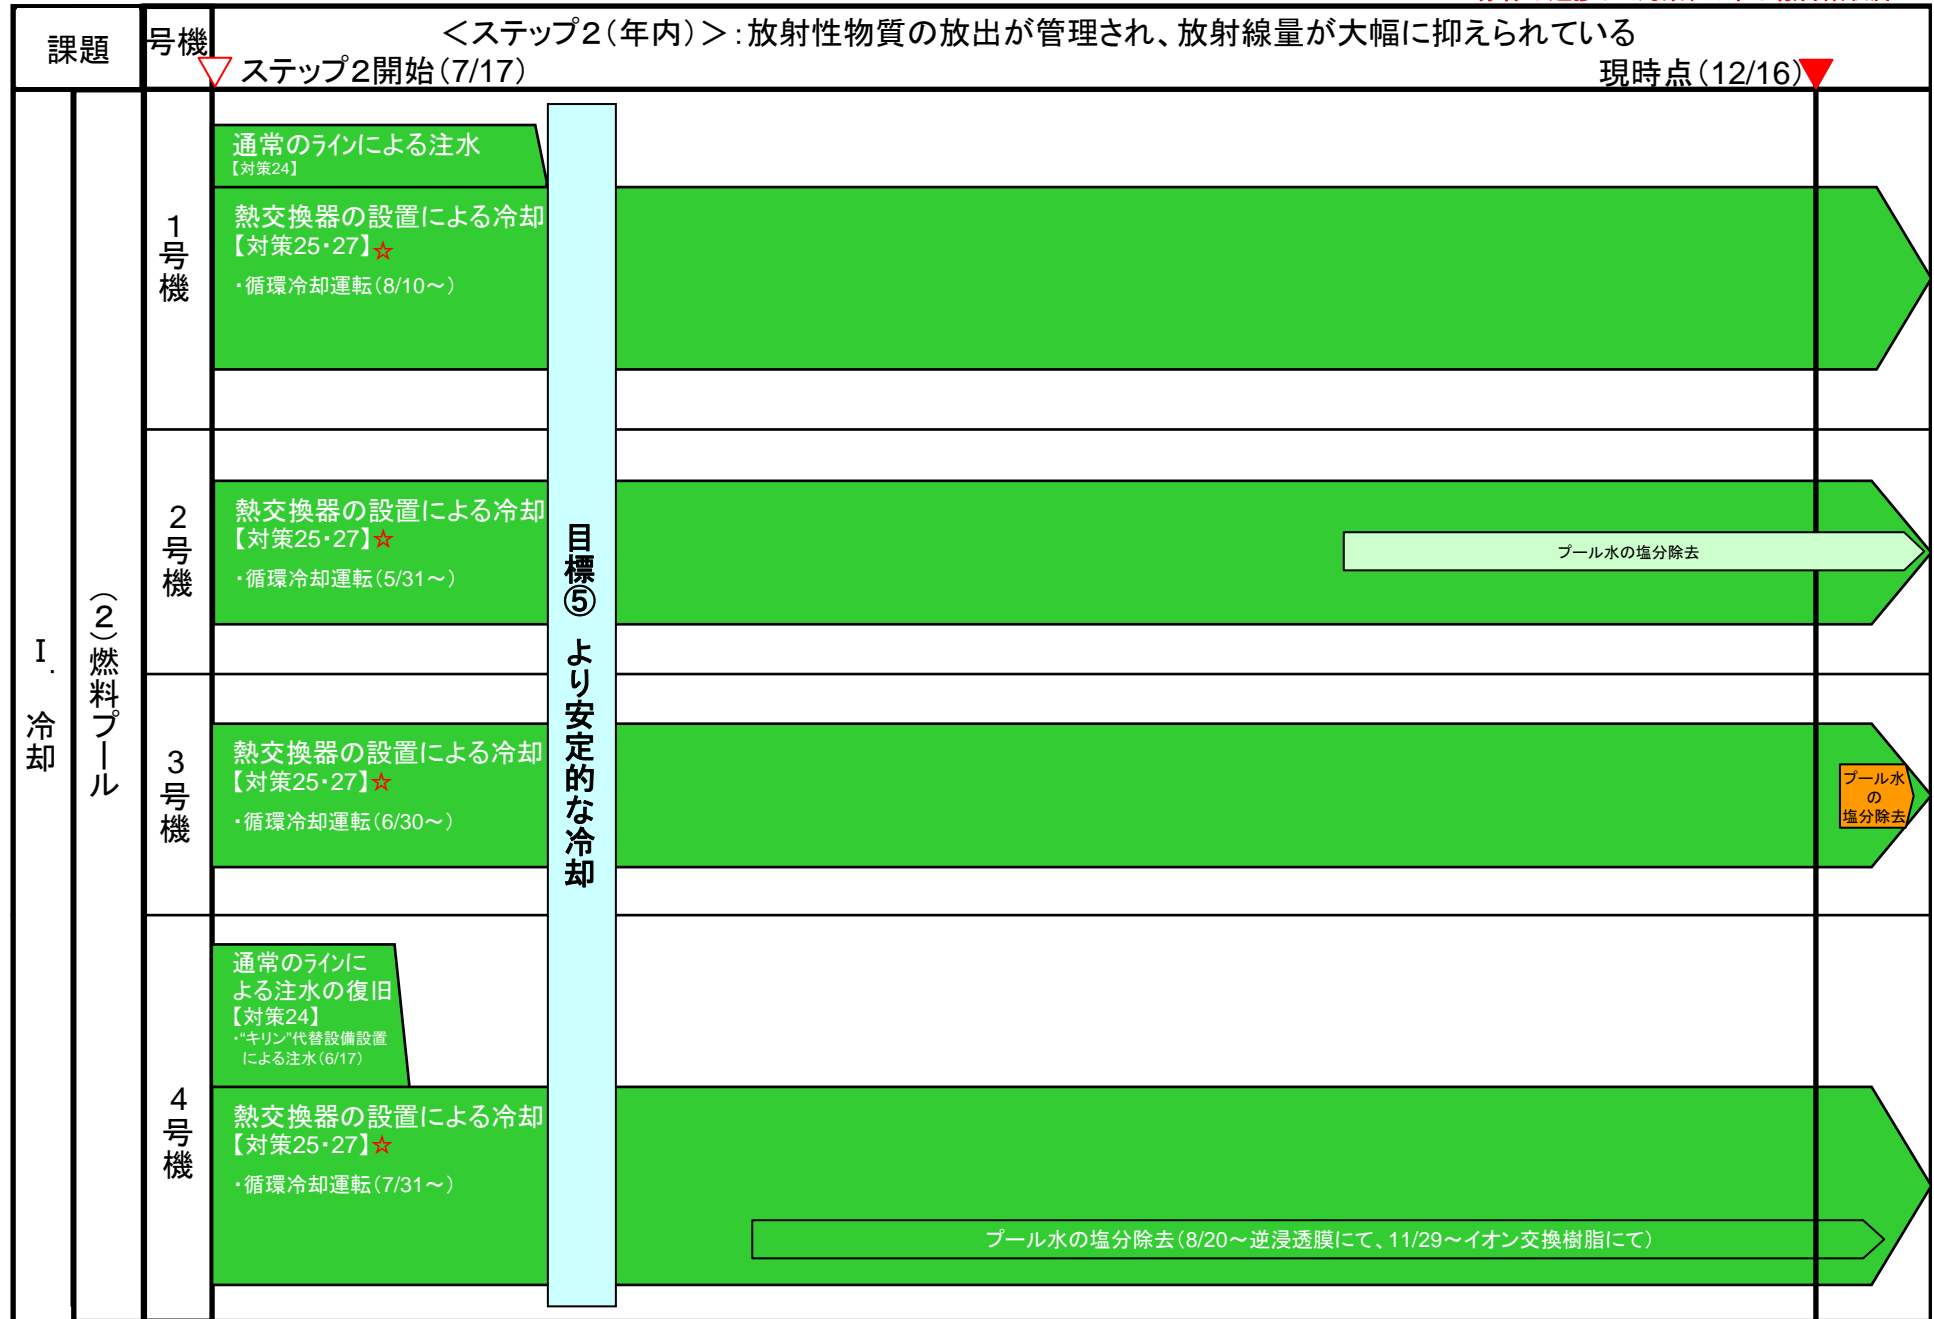 課題
号機
＜ステップ２（年内）＞：放射性物質の放出が管理され、放射線量が大幅に抑えられている
ステップ２開始（7/17）
現時点（12/16）
Ⅰ．冷却
（２）燃料プール
１号機
通常のﾗｲﾝによる注水
【対策24】
熱交換器の設置による冷却
【対策25・27】☆
・循環冷却運転（8/10～）
目標⑤ より安定的な冷却
２号機
熱交換器の設置による冷却
【対策25・27】☆
・循環冷却運転（5/31～）
プール水の塩分除去
３号機
熱交換器の設置による冷却
【対策25・27】☆
・循環冷却運転（6/30～）
プール水
の
塩分除去
４号機
通常のﾗｲﾝに
よる注水の復旧
【対策24】
・“キリン”代替設備設置
による注水（6/17）
熱交換器の設置による冷却
【対策25・27】☆
・循環冷却運転（7/31～）
プール水の塩分除去（8/20～逆浸透膜にて、11/29～イオン交換樹脂にて）